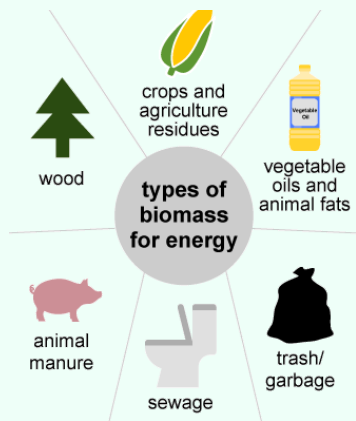 crops and
agriculture
residues
Vegetable
Oil
vegetable
oils and
animal fats
wood
types of
biomass
for energy
animal
manure
sewage
trash/
garbage